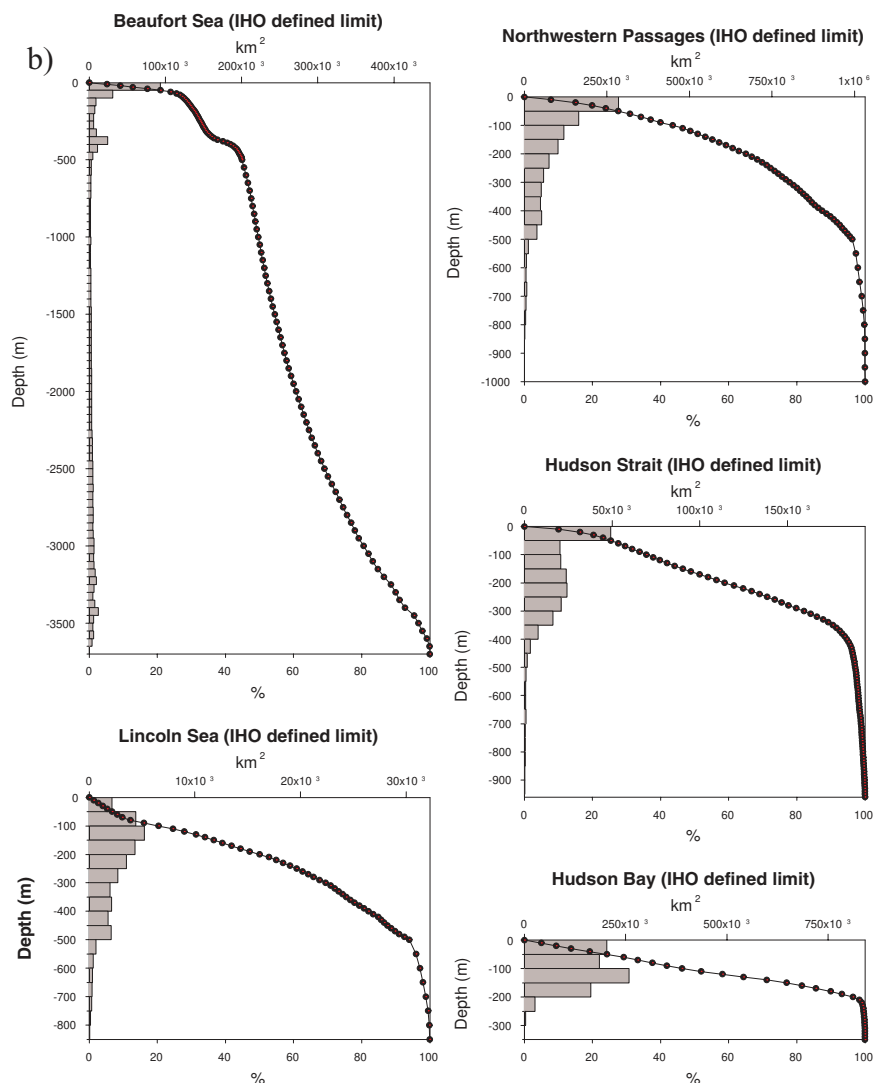 Beaufort Sea (IHO defined limit)
km²
b)
0 100x10³ 200x10³ 300x10³ 400x10³
0
-500
-1000
-1500
-2000
-2500
-3000
-3500
Depth (m)
0 20 40 60 80 100
%
Lincoln Sea (IHO defined limit)
km²
0 10x10³ 20x10³ 30x10³
0
-100
-200
-300
-400
-500
-600
-700
-800
Depth (m)
0 20 40 60 80 100
%
Northwestern Passages (IHO defined limit)
km²
0 250x10³ 500x10³ 750x10³ 1x10⁶
0
-100
-200
-300
-400
-500
-600
-700
-800
-900
-1000
Depth (m)
0 20 40 60 80 100
%
Hudson Strait (IHO defined limit)
km²
0 50x10³ 100x10³ 150x10³
0
-100
-200
-300
-400
-500
-600
-700
-800
-900
Depth (m)
0 20 40 60 80 100
%
Hudson Bay (IHO defined limit)
km²
0 250x10³ 500x10³ 750x10³
0
-100
-200
-300
Depth (m)
0 20 40 60 80 100
%